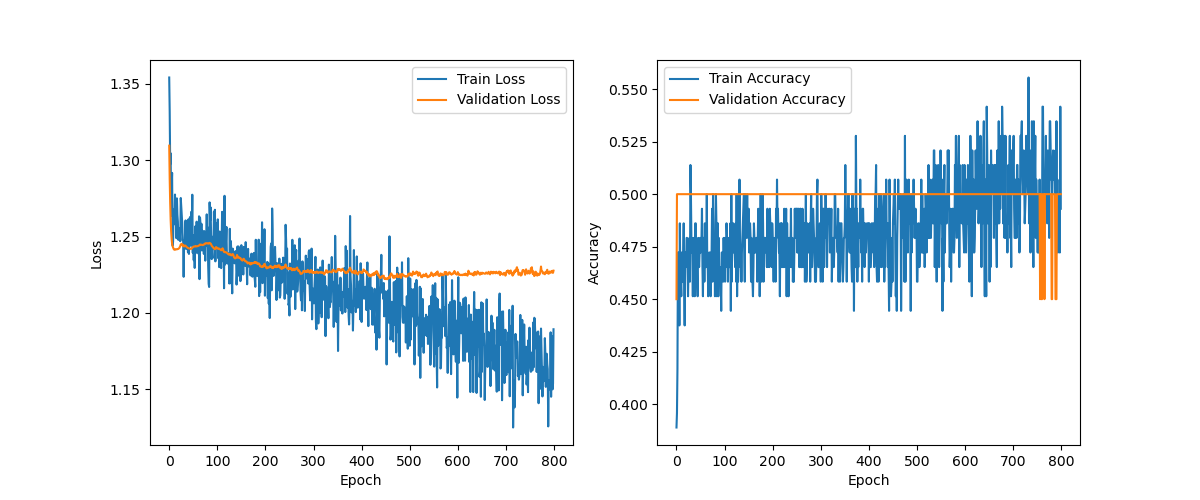 1.35
1.30
1.25
1.20
1.15
Loss
0 100 200 300 400 500 600 700 800
Epoch
Train Loss
Validation Loss
0.550
0.525
0.500
0.475
0.450
0.425
0.400
Accuracy
0 100 200 300 400 500 600 700 800
Epoch
Train Accuracy
Validation Accuracy